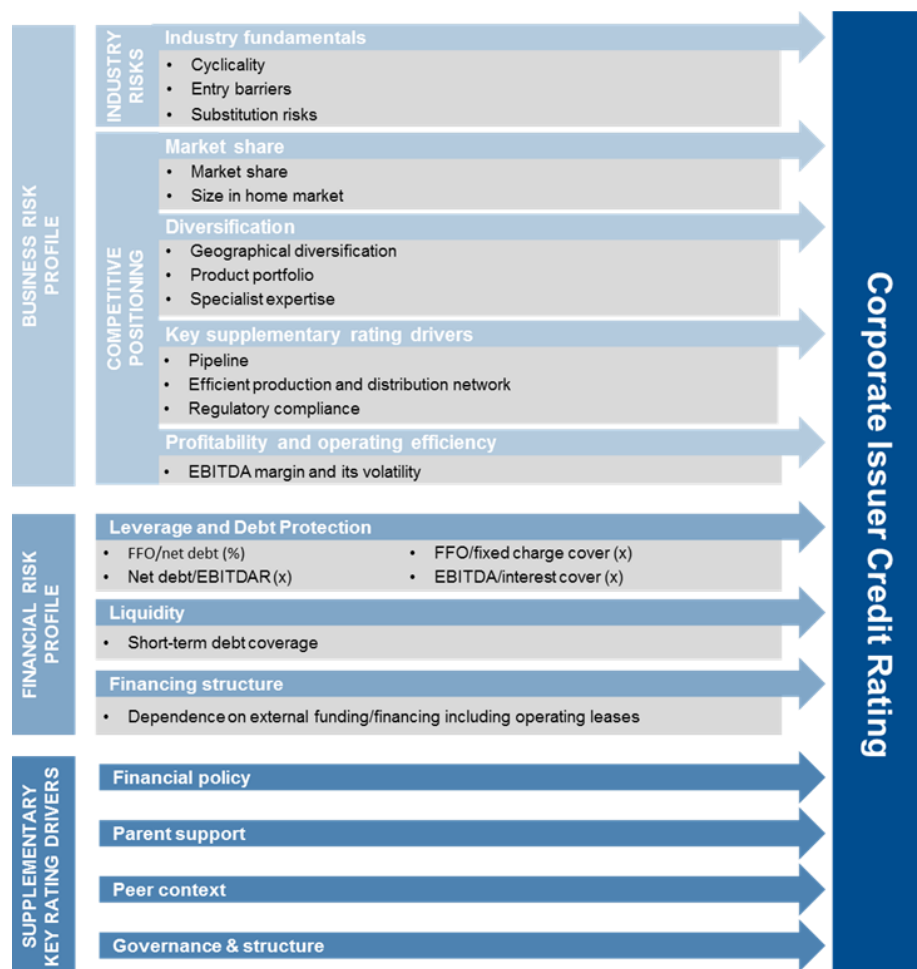 BUSINESS RISK
PROFILE
INDUSTRY
RISKS
Industry fundamentals
• Cyclicality
• Entry barriers
• Substitution risks
COMPETITIVE
POSITIONING
Market share
• Market share
• Size in home market
Diversification
• Geographical diversification
• Product portfolio
• Specialist expertise
Key supplementary rating drivers
• Pipeline
• Efficient production and distribution network
• Regulatory compliance
Profitability and operating efficiency
• EBITDA margin and its volatility
FINANCIAL RISK
PROFILE
Leverage and Debt Protection
• FFO/net debt (%)
• Net debt/EBITDAR (x)
• FFO/fixed charge cover (x)
• EBITDA/interest cover (x)
Liquidity
• Short-term debt coverage
Financing structure
• Dependence on external funding/financing including operating leases
SUPPLEMENTARY
KEY RATING DRIVERS
Financial policy
Parent support
Peer context
Governance & structure
Corporate Issuer Credit Rating